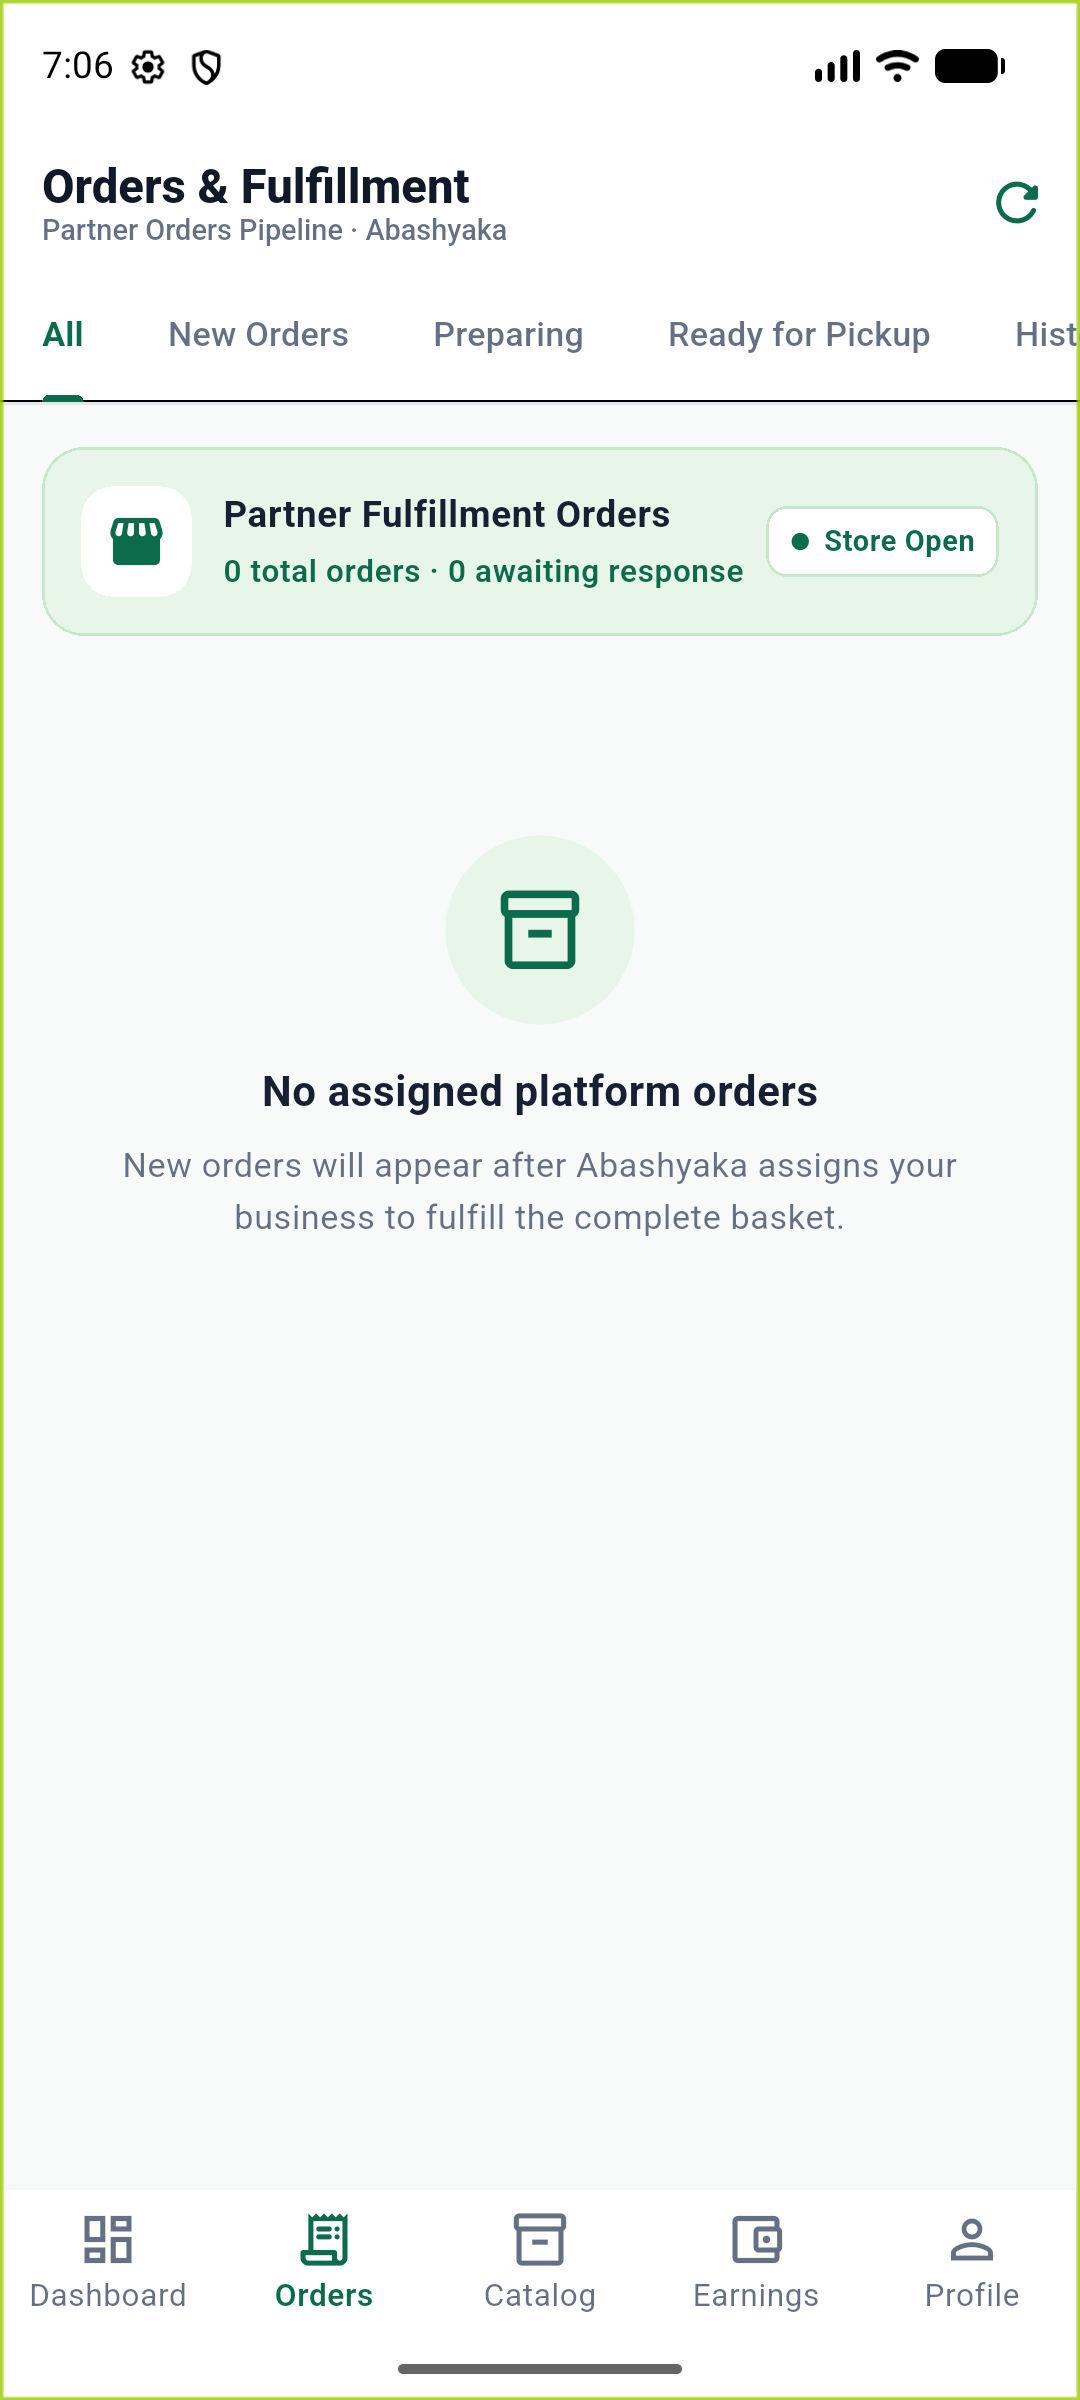 7:06
Orders & Fulfillment
Partner Orders Pipeline · Abashyaka
All New Orders Preparing Ready for Pickup Hist
Partner Fulfillment Orders
0 total orders · 0 awaiting response
Store Open
No assigned platform orders
New orders will appear after Abashyaka assigns your
business to fulfill the complete basket.
Dashboard Orders Catalog Earnings Profile